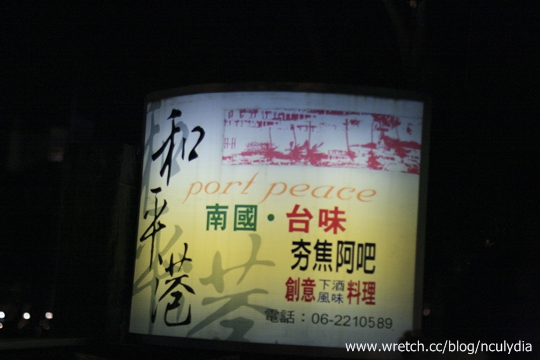 和平港
port peace
南國·台味
夯焦阿吧
創意下酒風味料理
電話：06-2210589
www.wretch.cc/blog/nculydia